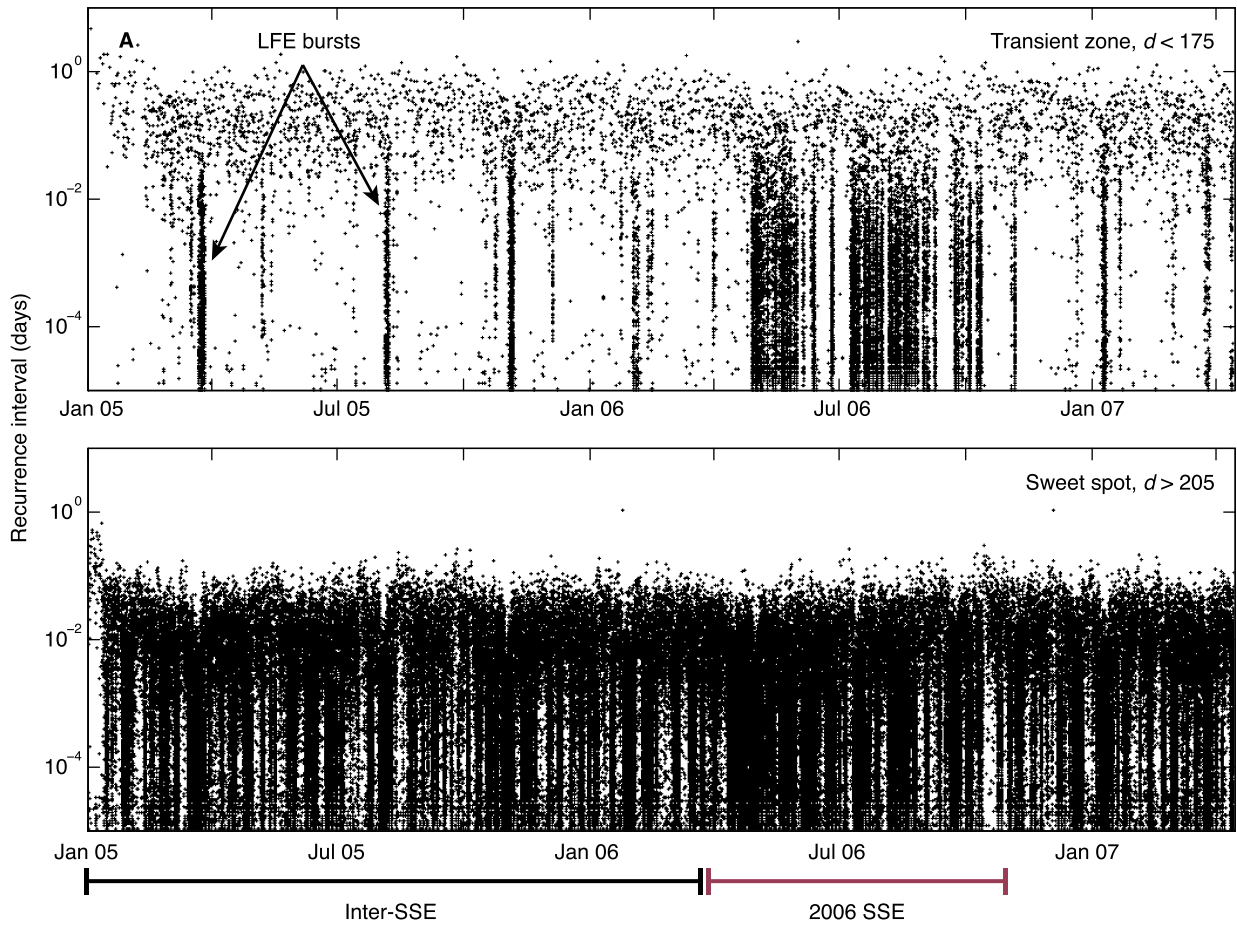 A
LFE bursts
Transient zone, d < 175
10^0
10^-2
10^-4
Jan 05 Jul 05 Jan 06 Jul 06 Jan 07
Recurrence interval (days)
Sweet spot, d > 205
10^0
10^-2
10^-4
Jan 05 Jul 05 Jan 06 Jul 06 Jan 07
Inter-SSE 2006 SSE